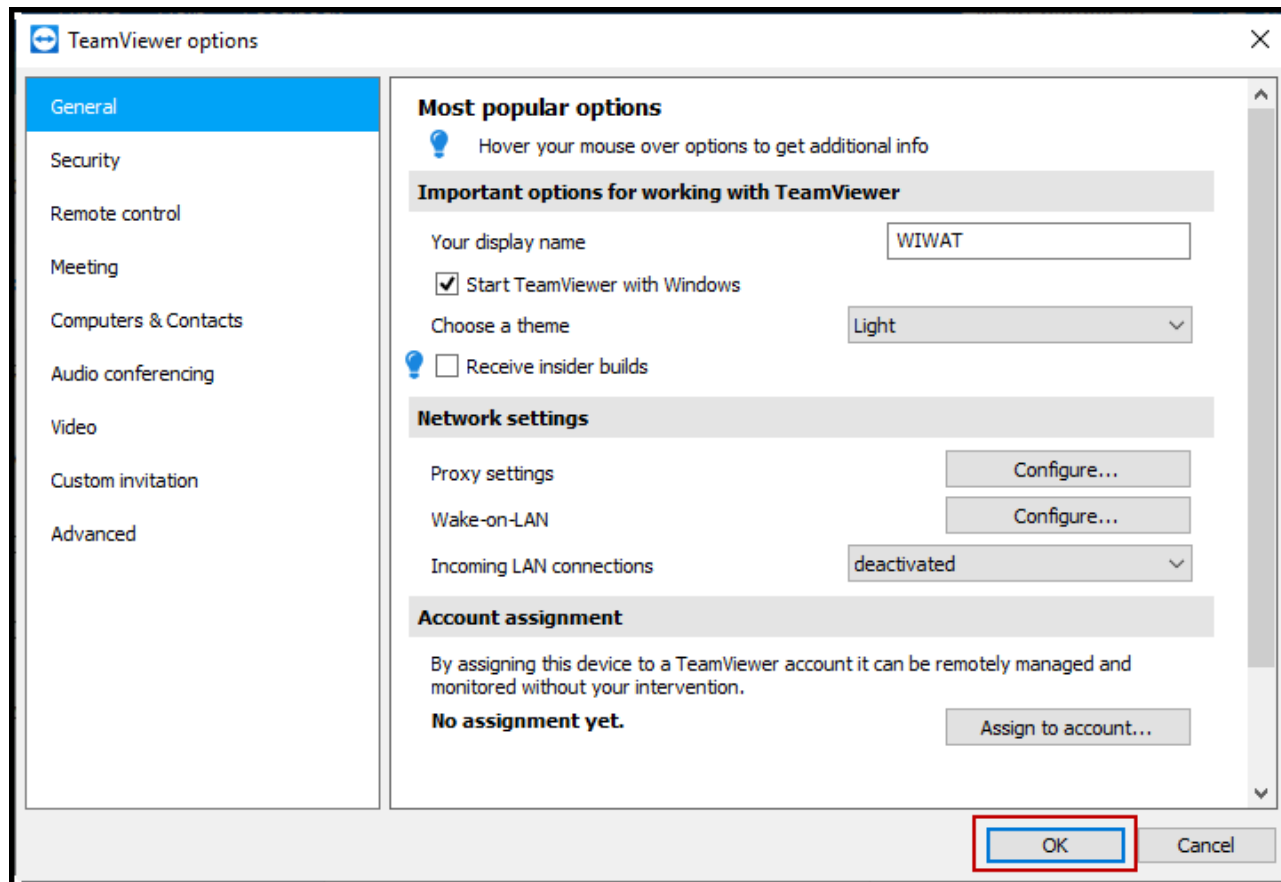 TeamViewer options
General
Security
Remote control
Meeting
Computers & Contacts
Audio conferencing
Video
Custom invitation
Advanced
Most popular options
Hover your mouse over options to get additional info
Important options for working with TeamViewer
Your display name WIWAT
Start TeamViewer with Windows
Choose a theme Light
Receive insider builds
Network settings
Proxy settings Configure...
Wake-on-LAN Configure...
Incoming LAN connections deactivated
Account assignment
By assigning this device to a TeamViewer account it can be remotely managed and
monitored without your intervention.
No assignment yet. Assign to account...
OK Cancel